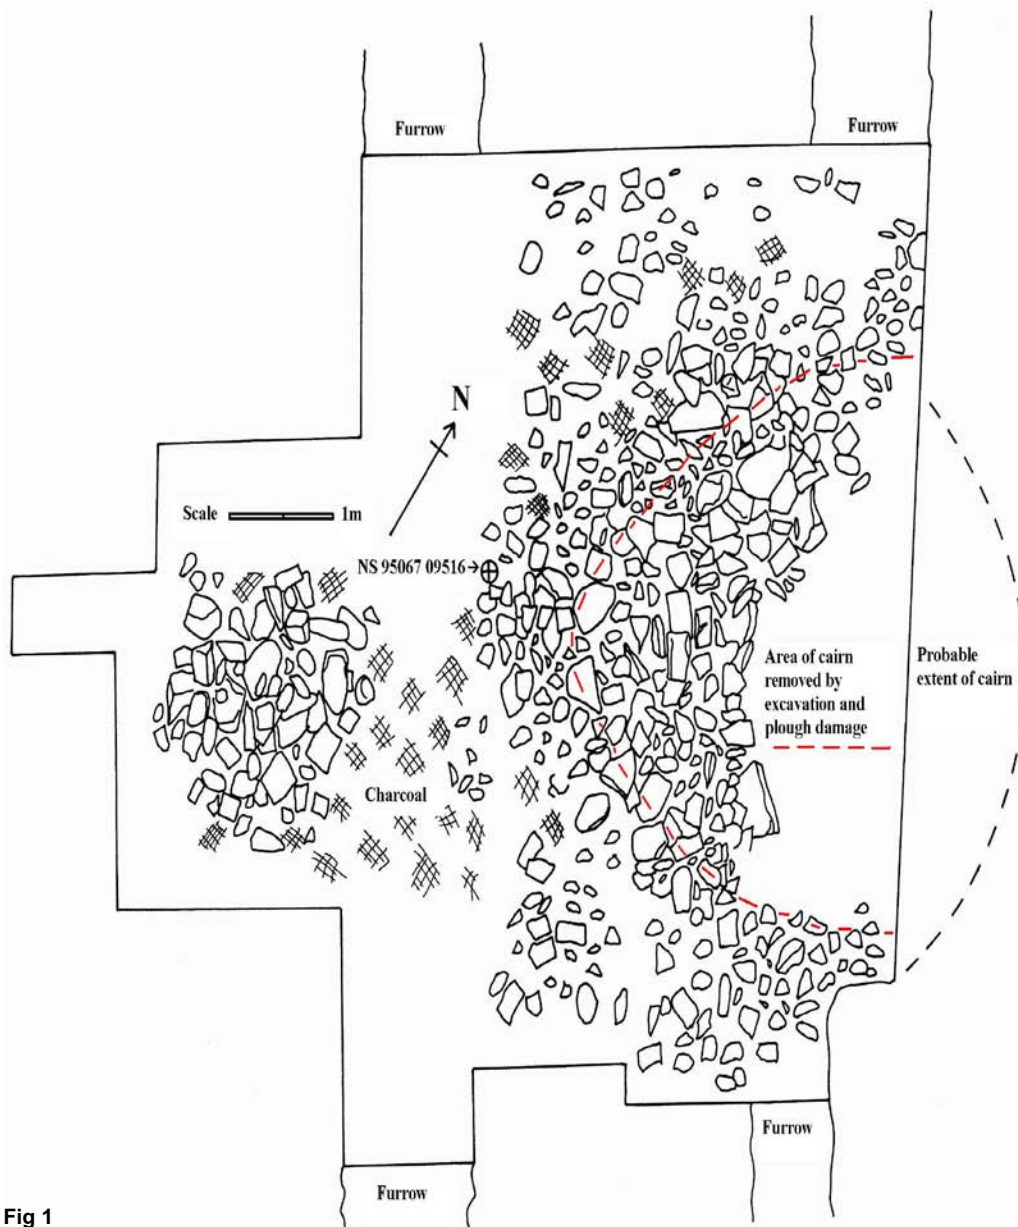 Furrow
Furrow
N
Scale 1m
NS 95067 09516→
Area of cairn
removed by
excavation and
plough damage
Probable
extent of cairn
Charcoal
Furrow
Furrow
Fig 1